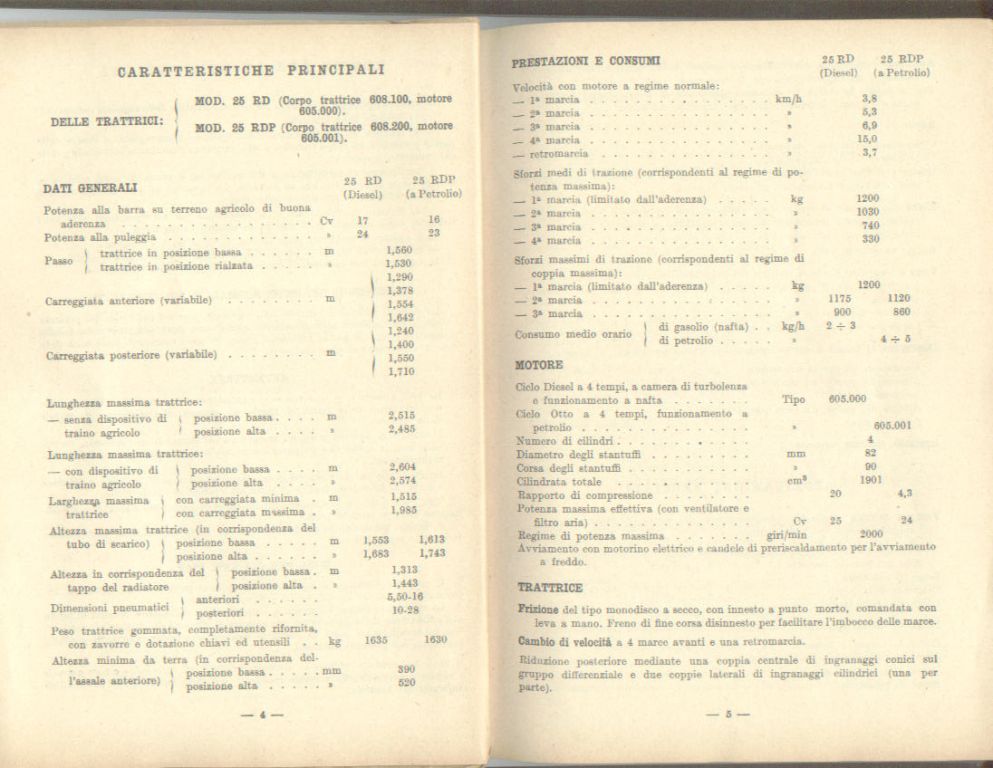 CARATTERISTICHE PRINCIPALI
DELLE TRATTRICI:
MOD. 25 RD (Corpo trattrice 608.100, motore
605.000).
MOD. 25 RDP (Corpo trattrice 608.200, motore
605.001).
DATI GENERALI
25 RD 25 RDP
(Diesel) (a Petrolio)
Potenza alla barra su terreno agricolo di buona
aderenza . . . Cv 17 16
Potenza alla puleggia . . . » 24 23
Passo
trattrice in posizione bassa . . . m 1,560
trattrice in posizione rialzata . . . » 1,530
Carreggiata anteriore (variabile) . . . m
1,290
1,378
1,554
1,642
Carreggiata posteriore (variabile) . . . m
1,240
1,400
1,550
1,710
Lunghezza massima trattrice:
— senza dispositivo di posizione bassa . . . m 2,515
traino agricolo posizione alta . . . » 2,485
Lunghezza massima trattrice:
— con dispositivo di posizione bassa . . . m 2,604
traino agricolo posizione alta . . . » 2,574
Larghezza massima con carreggiata minima . m 1,515
trattrice con carreggiata massima . » 1,985
Altezza massima trattrice (in corrispondenza del
tubo di scarico) posizione bassa . . . m 1,553 1,613
posizione alta . . . » 1,683 1,743
Altezza in corrispondenza del posizione bassa . m 1,313
tappo del radiatore posizione alta . » 1,443
Dimensioni pneumatici
anteriori . . . 5,50-16
posteriori . . . 10-28
Peso trattrice gommata, completamente rifornita,
con zavorre e dotazione chiavi ed utensili . . kg 1635 1630
Altezza minima da terra (in corrispondenza del-
l'assale anteriore) posizione bassa . . . mm 390
posizione alta . . . » 520
— 4 —
PRESTAZIONI E CONSUMI 25 RD 25 RDP
(Diesel) (a Petrolio)
Velocità con motore a regime normale:
— 1ª marcia . . . km/h 3,8
— 2ª marcia . . . » 5,3
— 3ª marcia . . . » 6,9
— 4ª marcia . . . » 15,0
— retromarcia . . . » 3,7
Sforzi medi di trazione (corrispondenti al regime di po-
tenza massima):
— 1ª marcia (limitato dall'aderenza) . . . kg 1200
— 2ª marcia . . . » 1030
— 3ª marcia . . . » 740
— 4ª marcia . . . » 330
Sforzi massimi di trazione (corrispondenti al regime di
coppia massima):
— 1ª marcia (limitato dall'aderenza) . . . kg 1200
— 2ª marcia . . . » 1175 1120
— 3ª marcia . . . » 900 860
Consumo medio orario
di gasolio (nafta) . . kg/h 2 ÷ 3
di petrolio . . . » 4 ÷ 5
MOTORE
Ciclo Diesel a 4 tempi, a camera di turbolenza
e funzionamento a nafta . . . Tipo 605.000
Ciclo Otto a 4 tempi, funzionamento a
petrolio . . . » 605.001
Numero di cilindri . . . 4
Diametro degli stantuffi . . . mm 82
Corsa degli stantuffi . . . » 90
Cilindrata totale . . . cm³ 1901
Rapporto di compressione . . . 20 4,3
Potenza massima effettiva (con ventilatore e
filtro aria) . . . Cv 25 24
Regime di potenza massima . . . giri/min 2000
Avviamento con motorino elettrico e candele di preriscaldamento per l'avviamento
a freddo.
TRATTRICE
Frizione del tipo monodisco a secco, con innesto a punto morto, comandata con
leva a mano. Freno di fine corsa disinnesto per facilitare l'imbocco delle marce.
Cambio di velocità a 4 marce avanti e una retromarcia.
Riduzione posteriore mediante una coppia centrale di ingranaggi conici sul
gruppo differenziale e due coppie laterali di ingranaggi cilindrici (una per
parte).
— 5 —